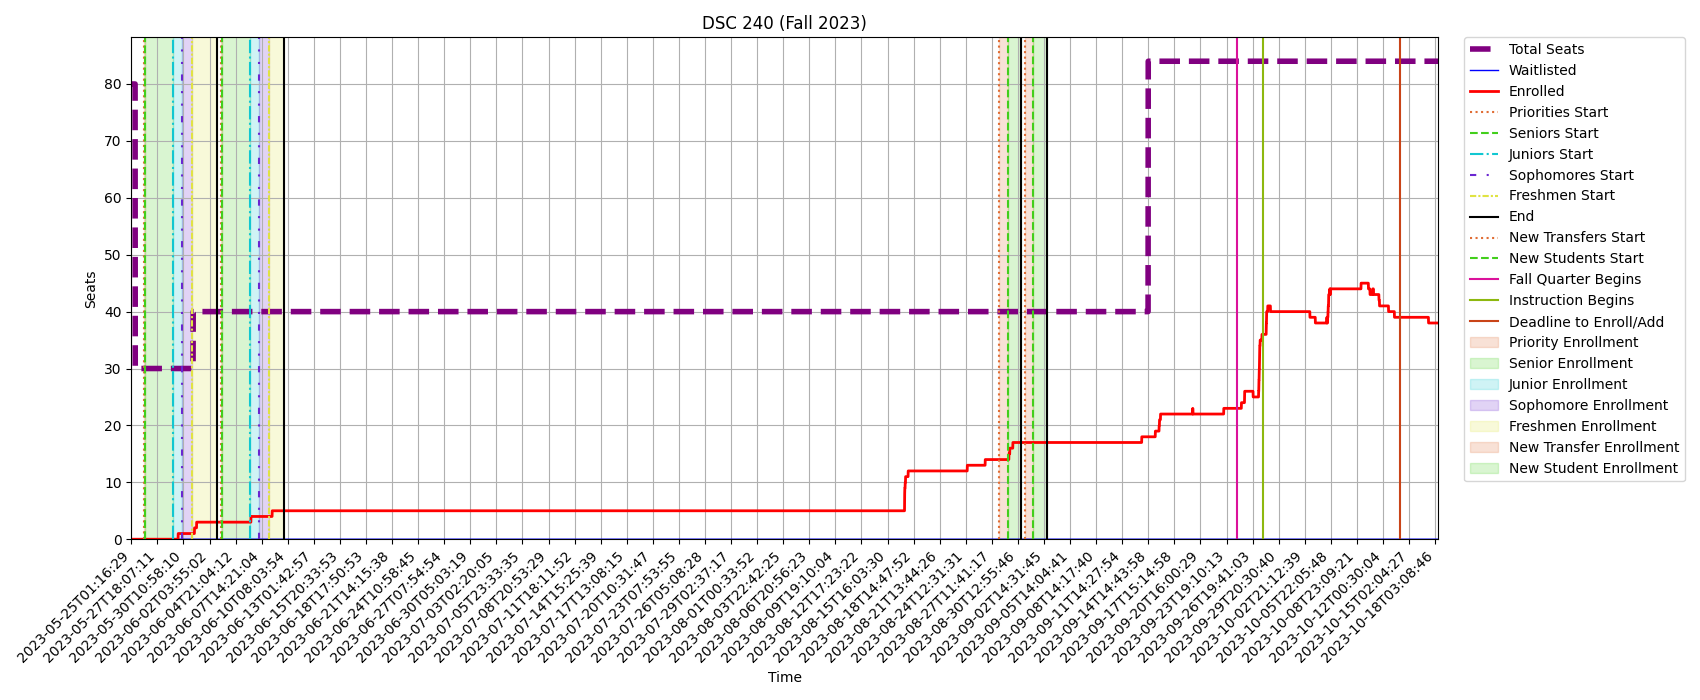 DSC 240 (Fall 2023)
Seats
80
70
60
50
40
30
20
10
0
2023-05-25T01:16:29
2023-05-27T18:07:11
2023-05-30T10:58:10
2023-06-02T03:55:02
2023-06-04T21:04:12
2023-06-07T14:21:04
2023-06-10T08:03:54
2023-06-13T01:42:57
2023-06-15T20:33:53
2023-06-18T17:50:53
2023-06-21T14:15:38
2023-06-24T10:58:45
2023-06-27T07:54:54
2023-06-30T05:03:19
2023-07-03T02:20:05
2023-07-05T23:33:35
2023-07-08T20:53:29
2023-07-11T18:11:52
2023-07-14T15:25:39
2023-07-17T13:08:15
2023-07-20T10:31:47
2023-07-23T07:53:55
2023-07-26T05:08:28
2023-07-29T02:37:17
2023-08-01T00:33:52
2023-08-03T22:42:25
2023-08-06T20:56:23
2023-08-09T19:10:04
2023-08-12T17:23:22
2023-08-15T16:03:30
2023-08-18T14:47:52
2023-08-21T13:44:26
2023-08-24T12:31:31
2023-08-27T11:41:17
2023-08-30T12:55:46
2023-09-02T14:31:45
2023-09-05T14:04:41
2023-09-08T14:17:40
2023-09-11T14:27:54
2023-09-14T14:43:58
2023-09-17T15:14:58
2023-09-20T16:00:29
2023-09-23T19:10:13
2023-09-26T19:41:03
2023-09-29T20:30:40
2023-10-02T21:12:39
2023-10-05T22:05:48
2023-10-08T23:09:21
2023-10-12T00:30:04
2023-10-15T02:04:27
2023-10-18T03:08:46
Time
Total Seats
Waitlisted
Enrolled
Priorities Start
Seniors Start
Juniors Start
Sophomores Start
Freshmen Start
End
New Transfers Start
New Students Start
Fall Quarter Begins
Instruction Begins
Deadline to Enroll/Add
Priority Enrollment
Senior Enrollment
Junior Enrollment
Sophomore Enrollment
Freshmen Enrollment
New Transfer Enrollment
New Student Enrollment